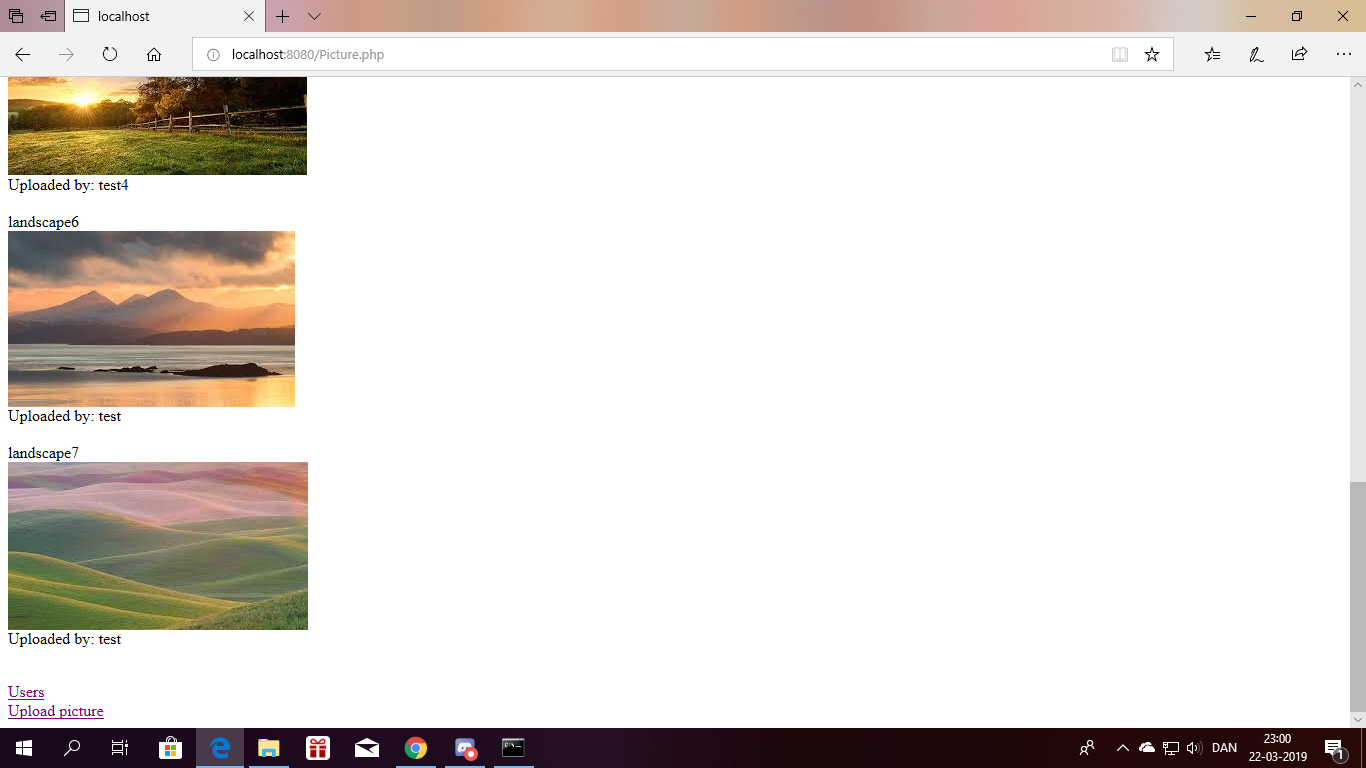 localhost
localhost:8080/Picture.php
Uploaded by: test4
landscape6
Uploaded by: test
landscape7
Uploaded by: test
Users
Upload picture
DAN
23:00
22-03-2019
1